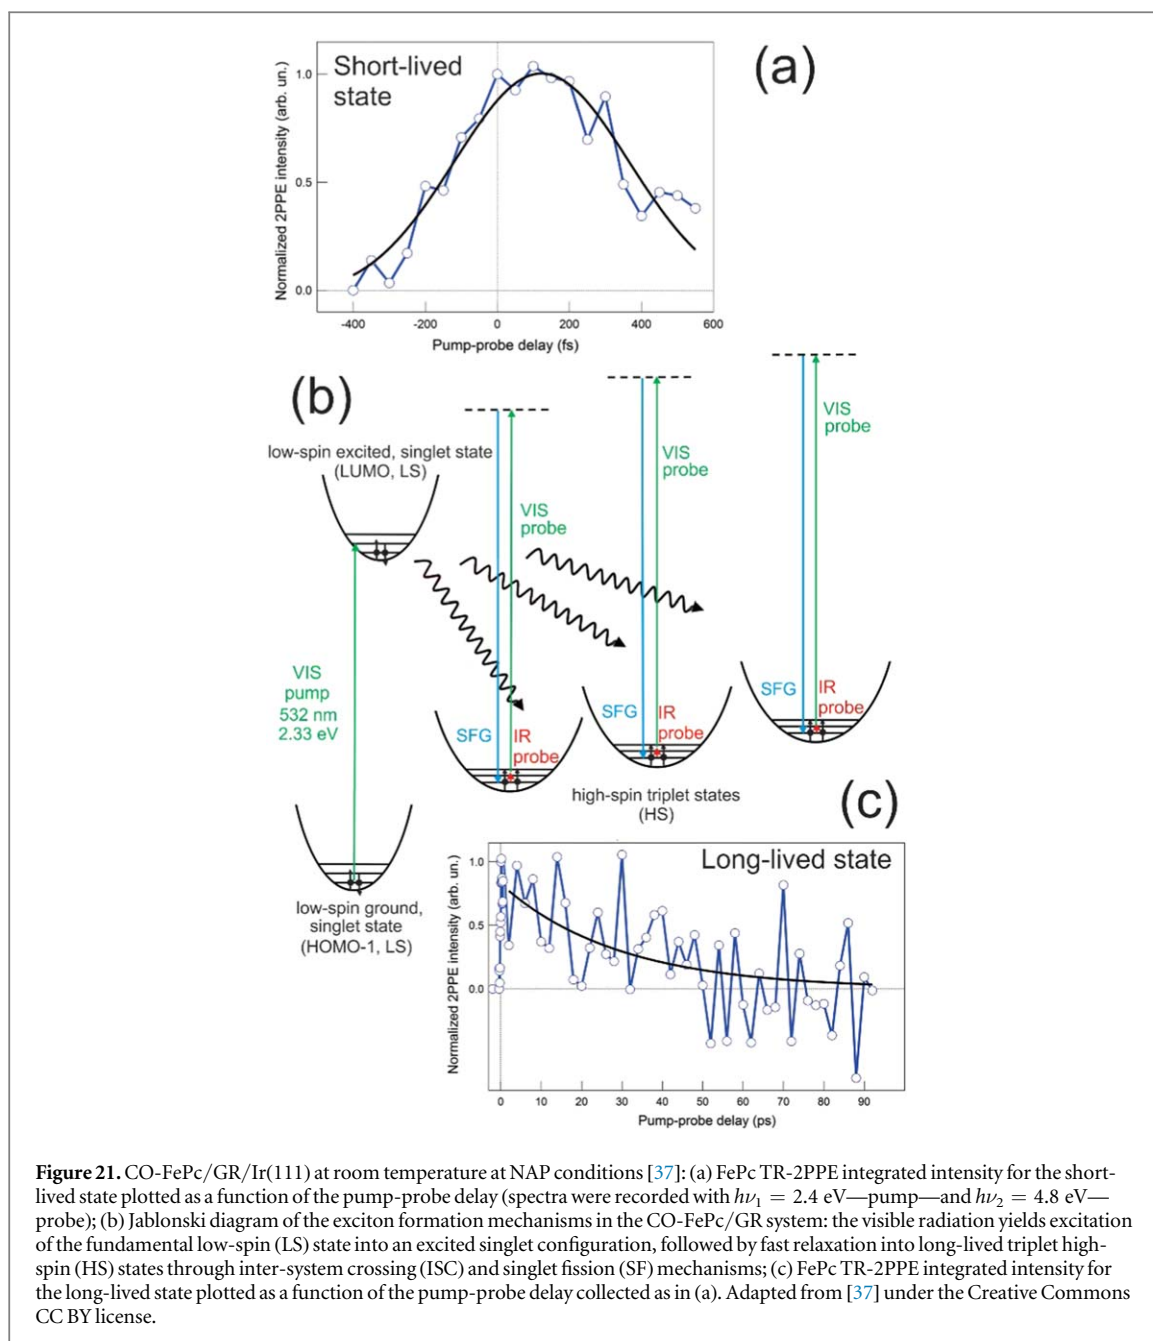 (a)
Short-lived
state
Normalized 2PPE intensity (arb. un.)
1.0
0.5
0.0
-400 -200 0 200 400 600
Pump-probe delay (fs)
(b)
low-spin excited, singlet state
(LUMO, LS)
VIS
probe
VIS
probe
VIS
probe
VIS
pump
532 nm
2.33 eV
SFG
IR
probe
SFG
IR
probe
SFG
IR
probe
high-spin triplet states
(HS)
low-spin ground,
singlet state
(HOMO-1, LS)
(c)
Long-lived state
Normalized 2PPE intensity (arb. un.)
1.0
0.5
0.0
0 10 20 30 40 50 60 70 80 90
Pump-probe delay (ps)
Figure 21. CO-FePc/GR/Ir(111) at room temperature at NAP conditions [37]: (a) FePc TR-2PPE integrated intensity for the short-
lived state plotted as a function of the pump-probe delay (spectra were recorded with hν₁ = 2.4 eV—pump—and hν₂ = 4.8 eV—
probe); (b) Jablonski diagram of the exciton formation mechanisms in the CO-FePc/GR system: the visible radiation yields excitation
of the fundamental low-spin (LS) state into an excited singlet configuration, followed by fast relaxation into long-lived triplet high-
spin (HS) states through inter-system crossing (ISC) and singlet fission (SF) mechanisms; (c) FePc TR-2PPE integrated intensity for
the long-lived state plotted as a function of the pump-probe delay collected as in (a). Adapted from [37] under the Creative Commons
CC BY license.